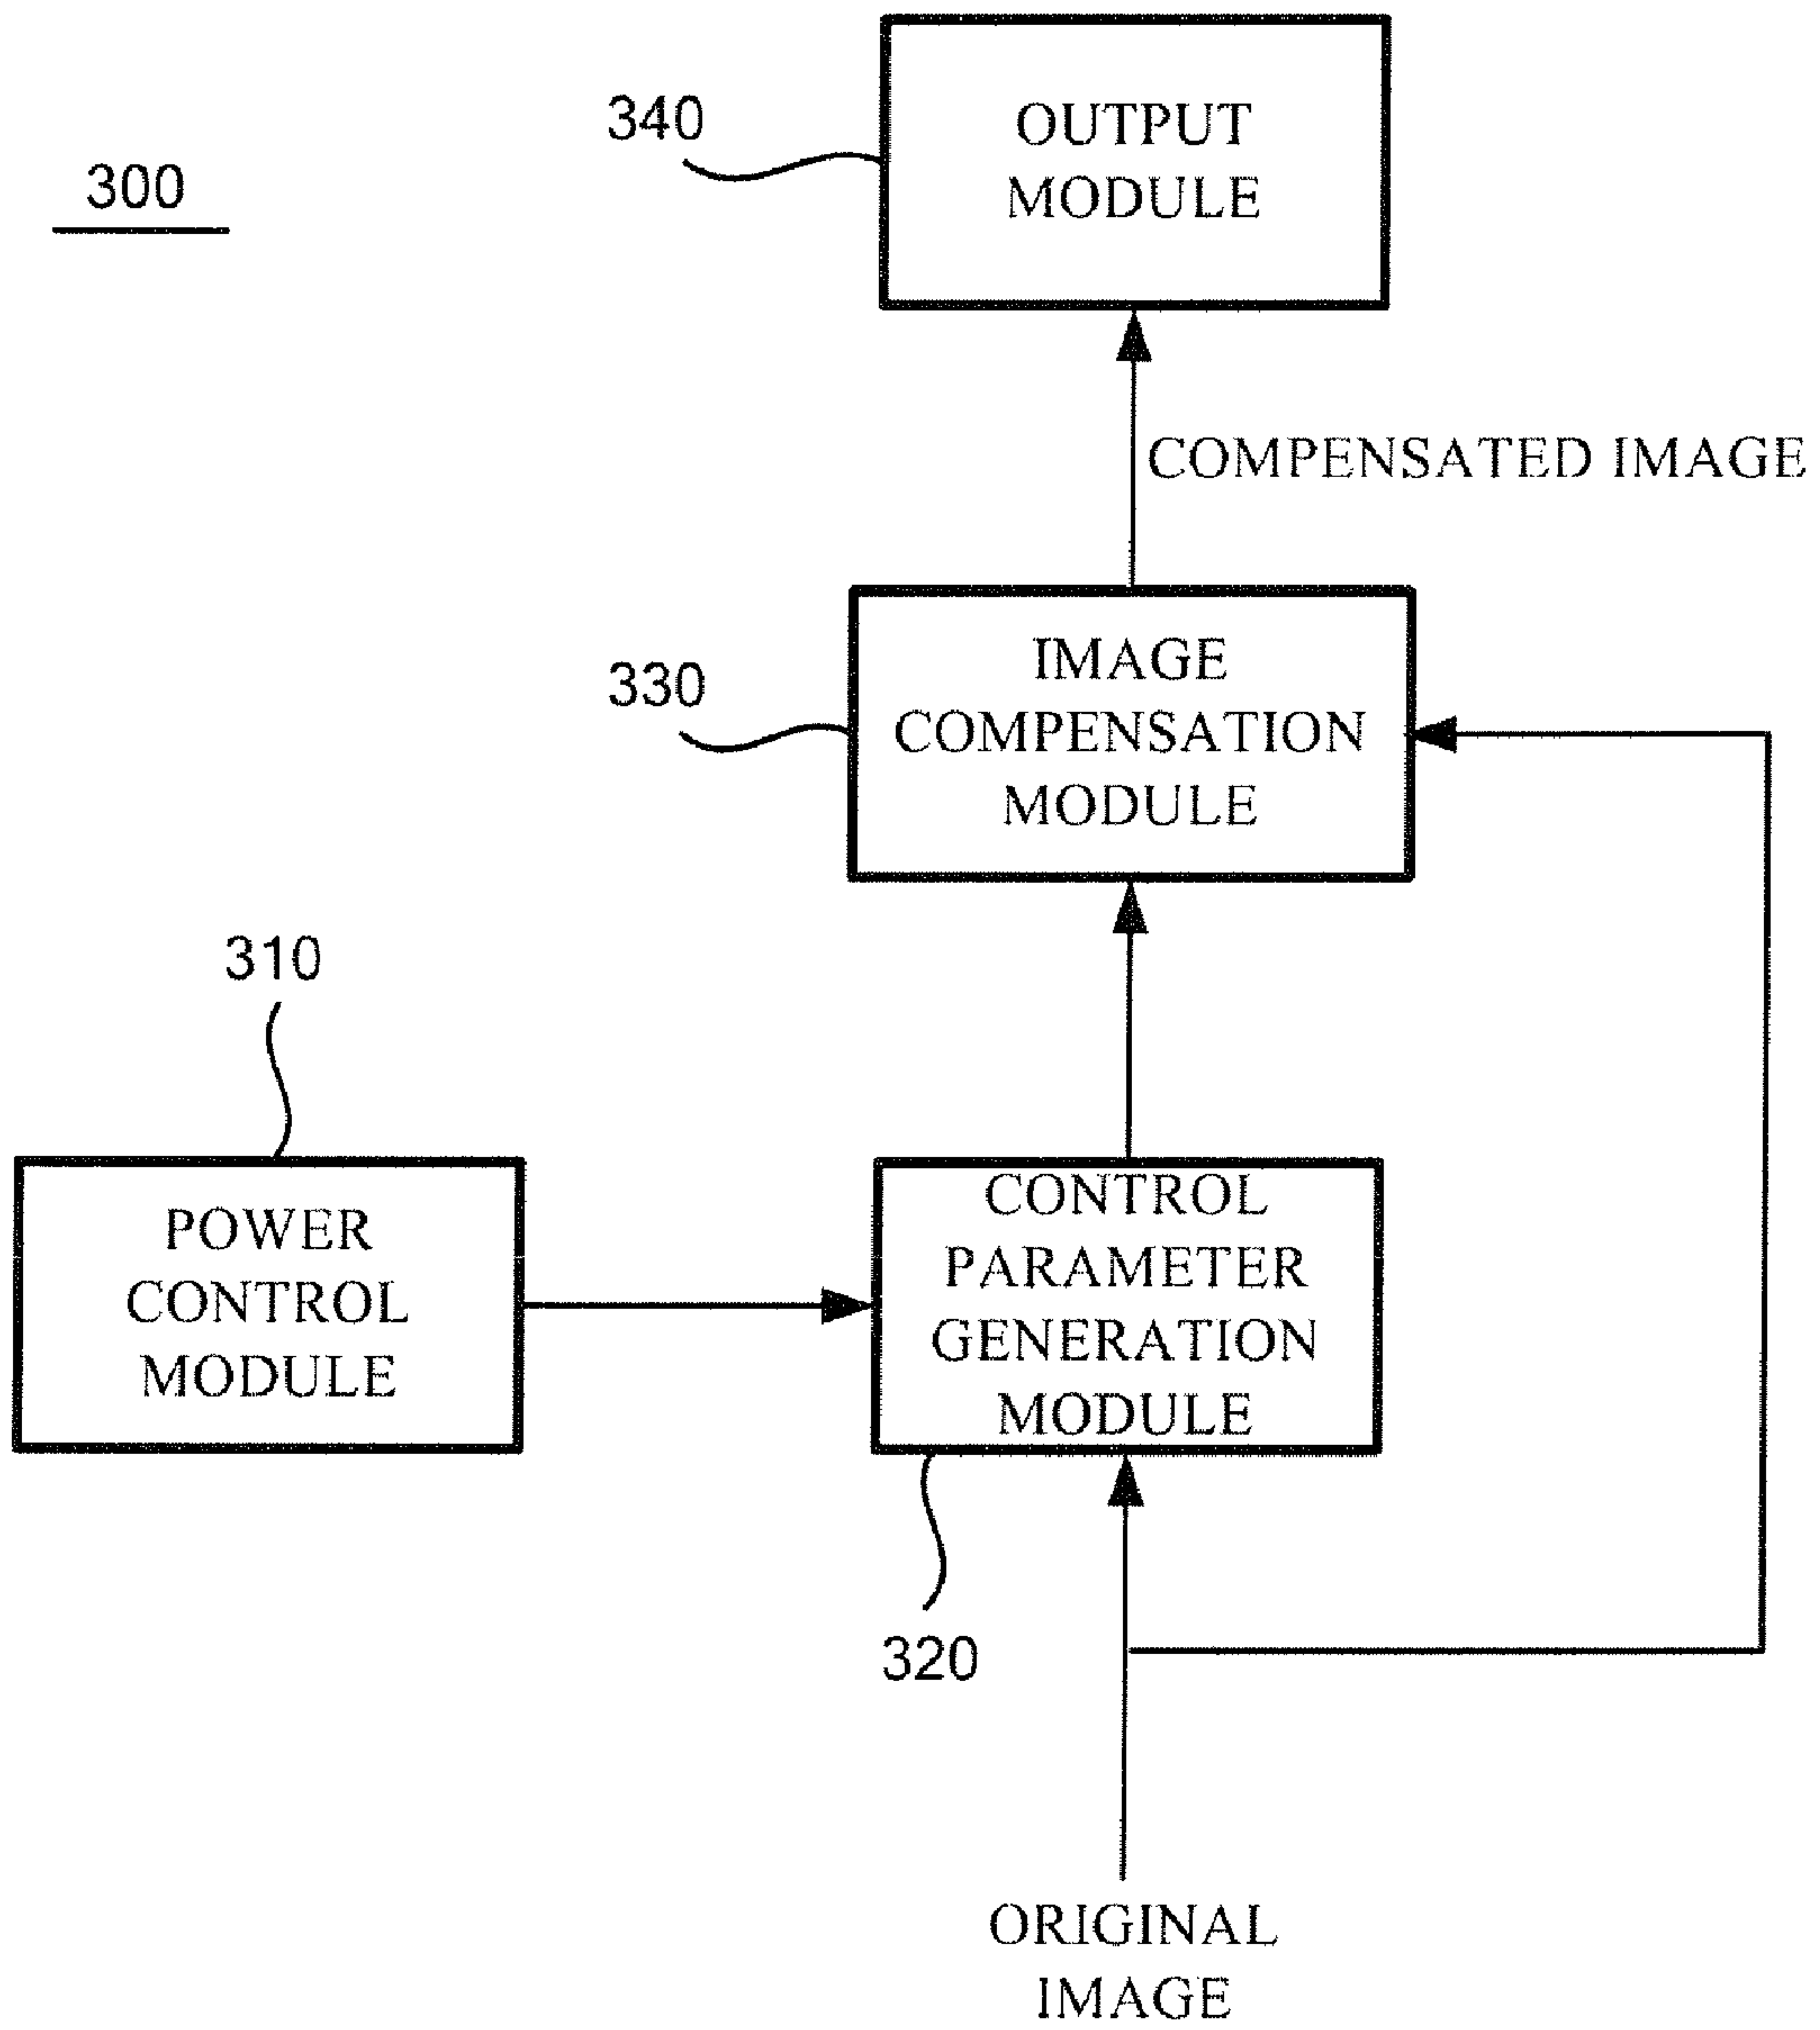 340
OUTPUT
MODULE
300
COMPENSATED IMAGE
330
IMAGE
COMPENSATION
MODULE
310
POWER
CONTROL
MODULE
CONTROL
PARAMETER
GENERATION
MODULE
320
ORIGINAL
IMAGE